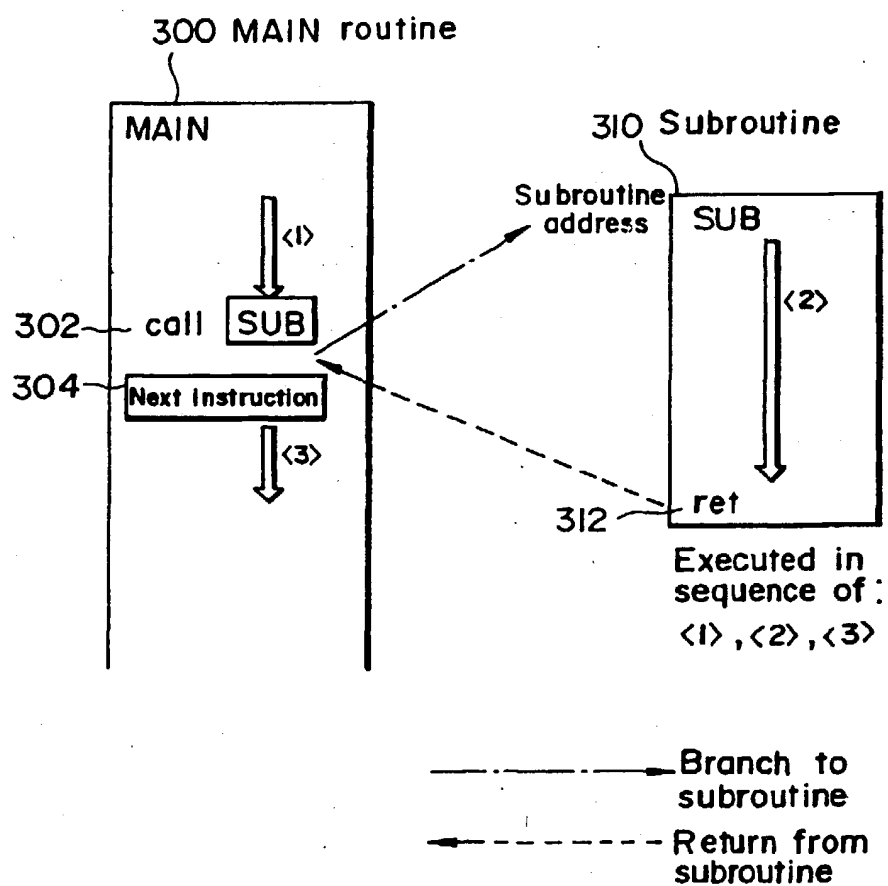 300 MAIN routine
MAIN
<1>
302 call SUB
304 Next instruction
<3>
310 Subroutine
Subroutine
address
SUB
<2>
312 ret
Executed in
sequence of :
<1>, <2>, <3>
Branch to
subroutine
Return from
subroutine